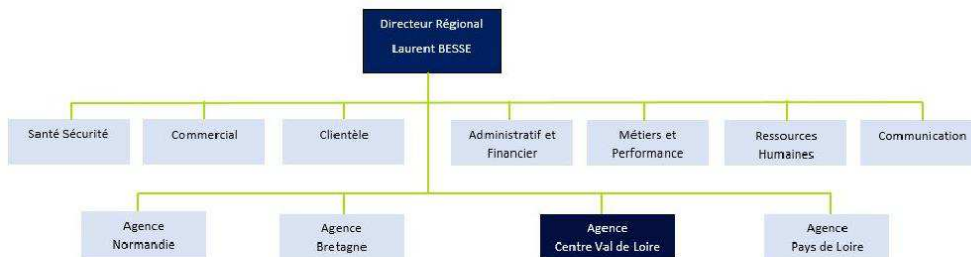 Directeur Régional
Laurent BESSE
Santé Sécurité
Commercial
Clientèle
Administratif et
Financier
Métiers et
Performance
Ressources
Humaines
Communication
Agence
Normandie
Agence
Bretagne
Agence
Centre Val de Loire
Agence
Pays de Loire